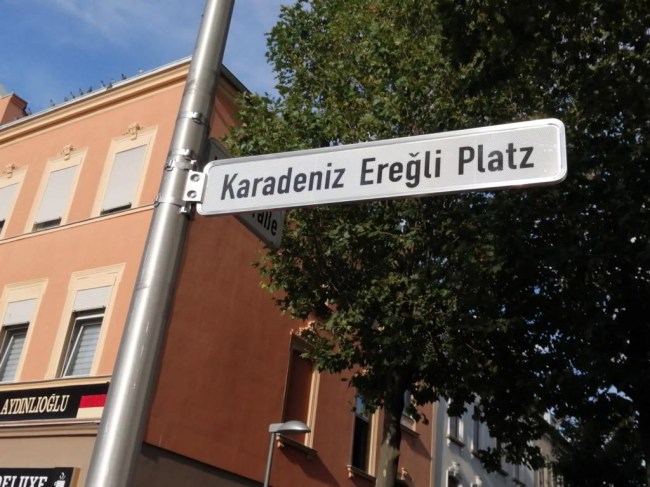 Karadeniz Ereğli Platz
AYDINLIOĞLU